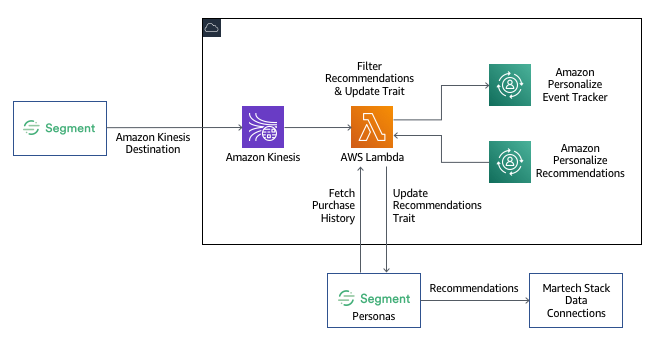 Filter
Recommendations
& Update Trait
Amazon
Personalize
Event Tracker
Segment
Amazon Kinesis
Destination
Amazon Kinesis
AWS Lambda
Amazon
Personalize
Recommendations
Fetch
Purchase
History
Update
Recommendations
Trait
Segment
Personas
Recommendations
Martech Stack
Data
Connections